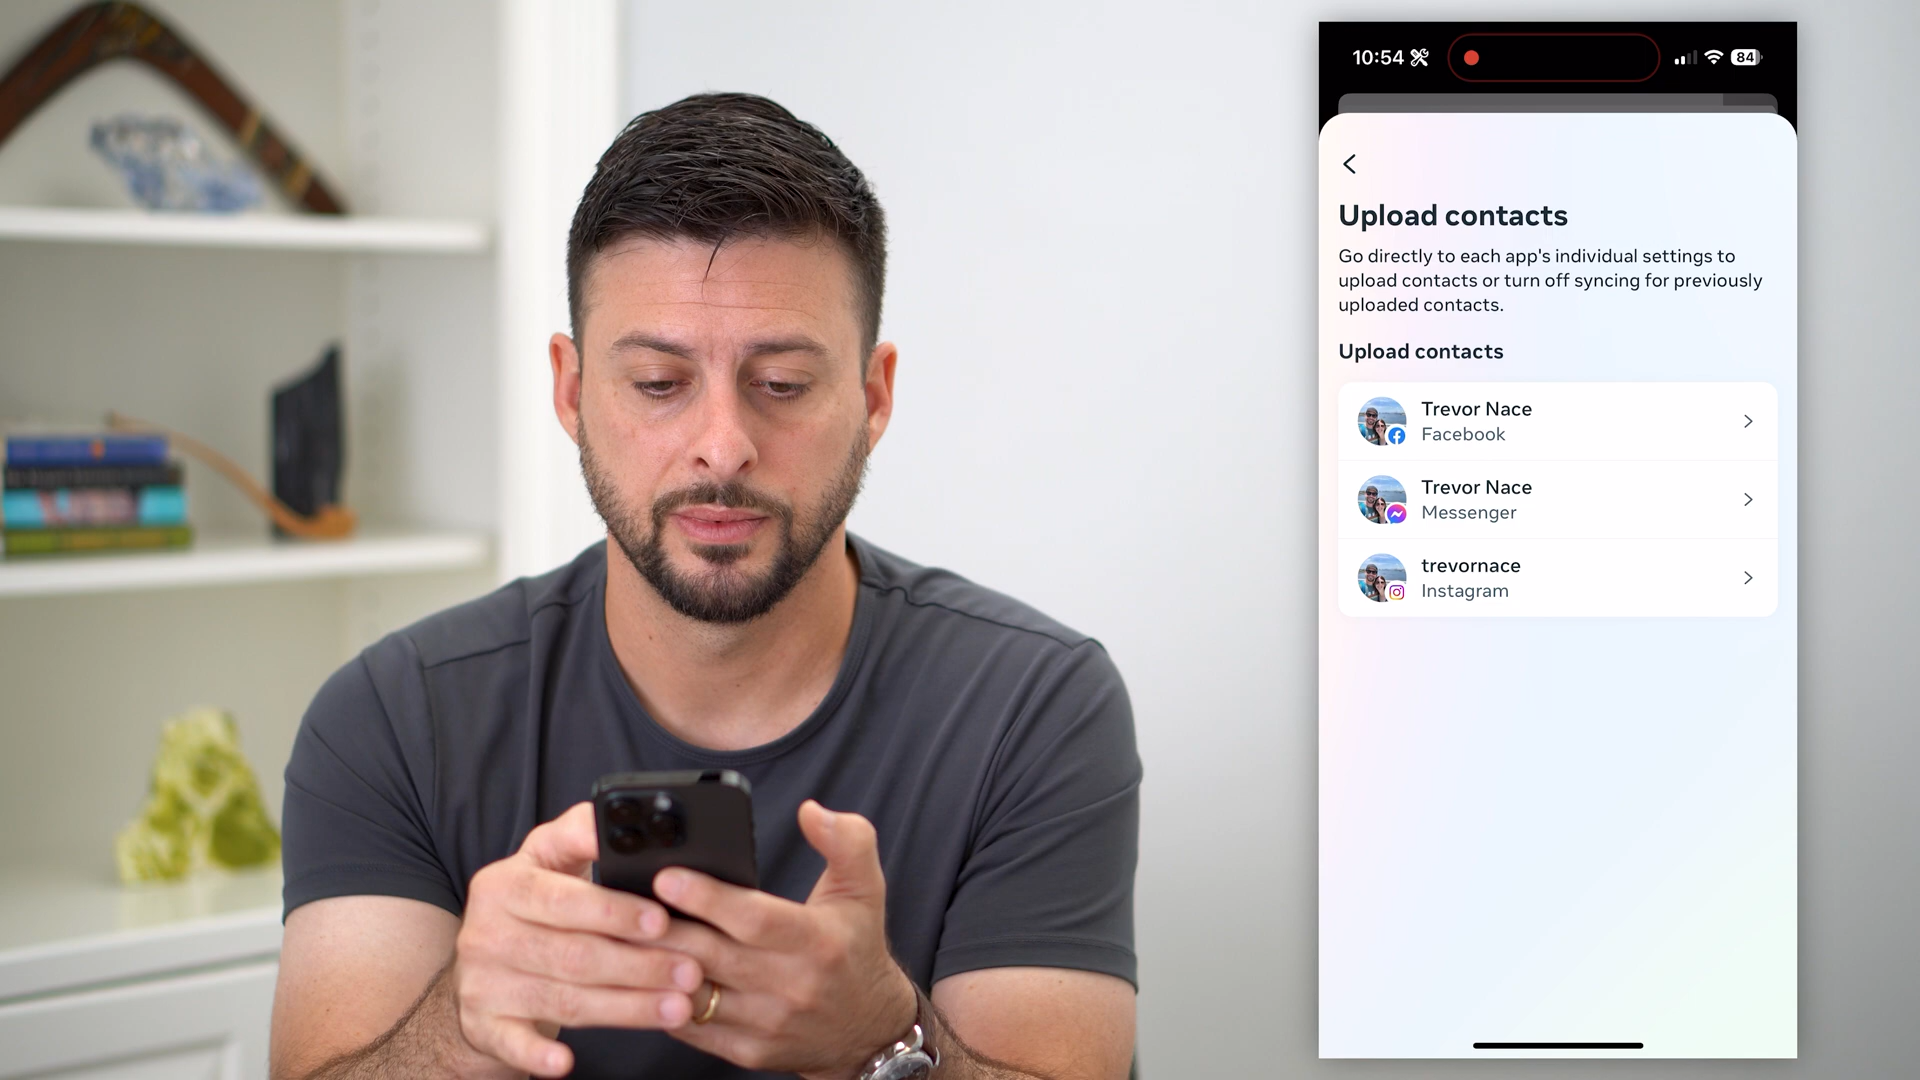 10:54
84
Upload contacts
Go directly to each app's individual settings to
upload contacts or turn off syncing for previously
uploaded contacts.
Upload contacts
Trevor Nace
Facebook
Trevor Nace
Messenger
trevornace
Instagram